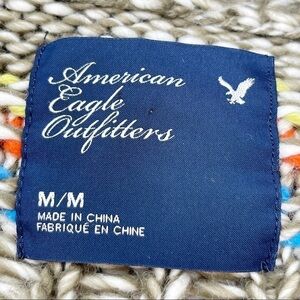 American
Eagle
Outfitters
M/M
MADE IN CHINA
FABRIQUÉ EN CHINE